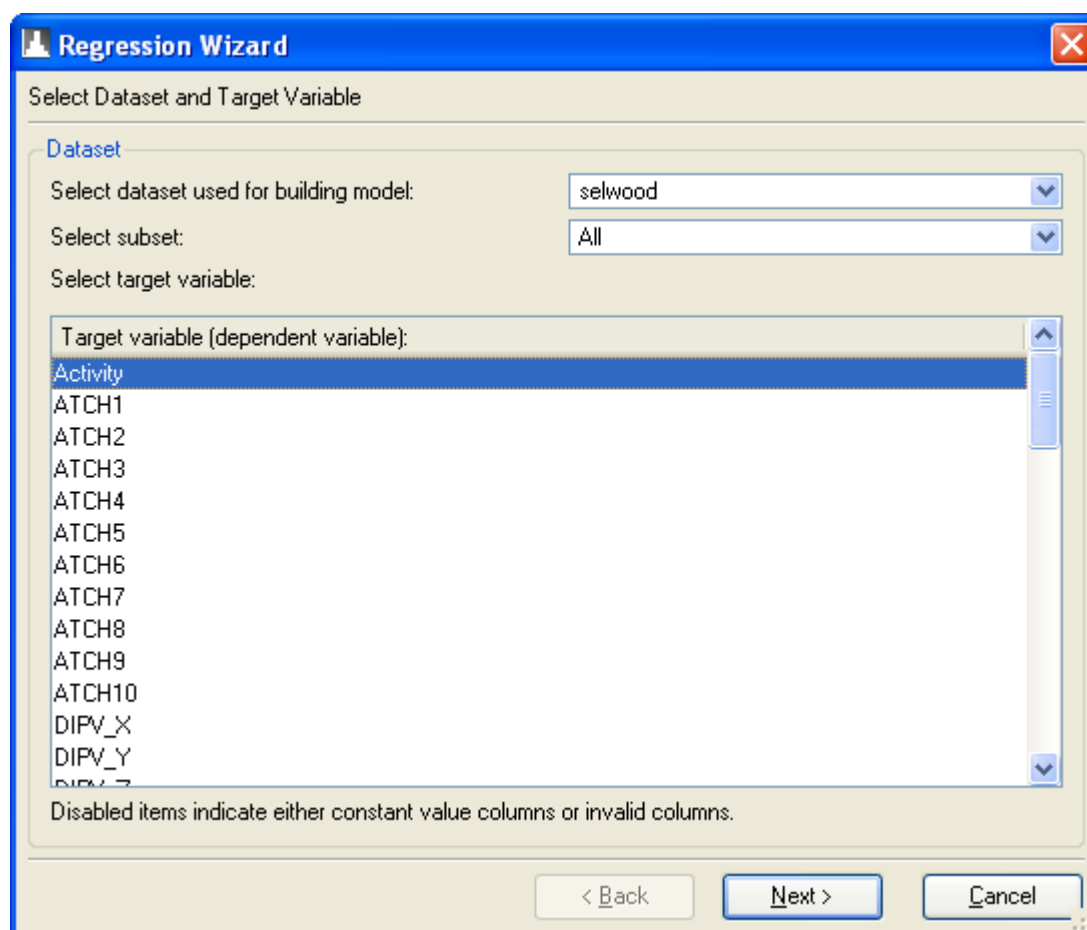 Regression Wizard
Select Dataset and Target Variable
Dataset
Select dataset used for building model: selwood
Select subset: All
Select target variable:
Target variable (dependent variable):
Activity
ATCH1
ATCH2
ATCH3
ATCH4
ATCH5
ATCH6
ATCH7
ATCH8
ATCH9
ATCH10
DIPV_X
DIPV_Y
DIPV_Z
Disabled items indicate either constant value columns or invalid columns.
< Back Next > Cancel